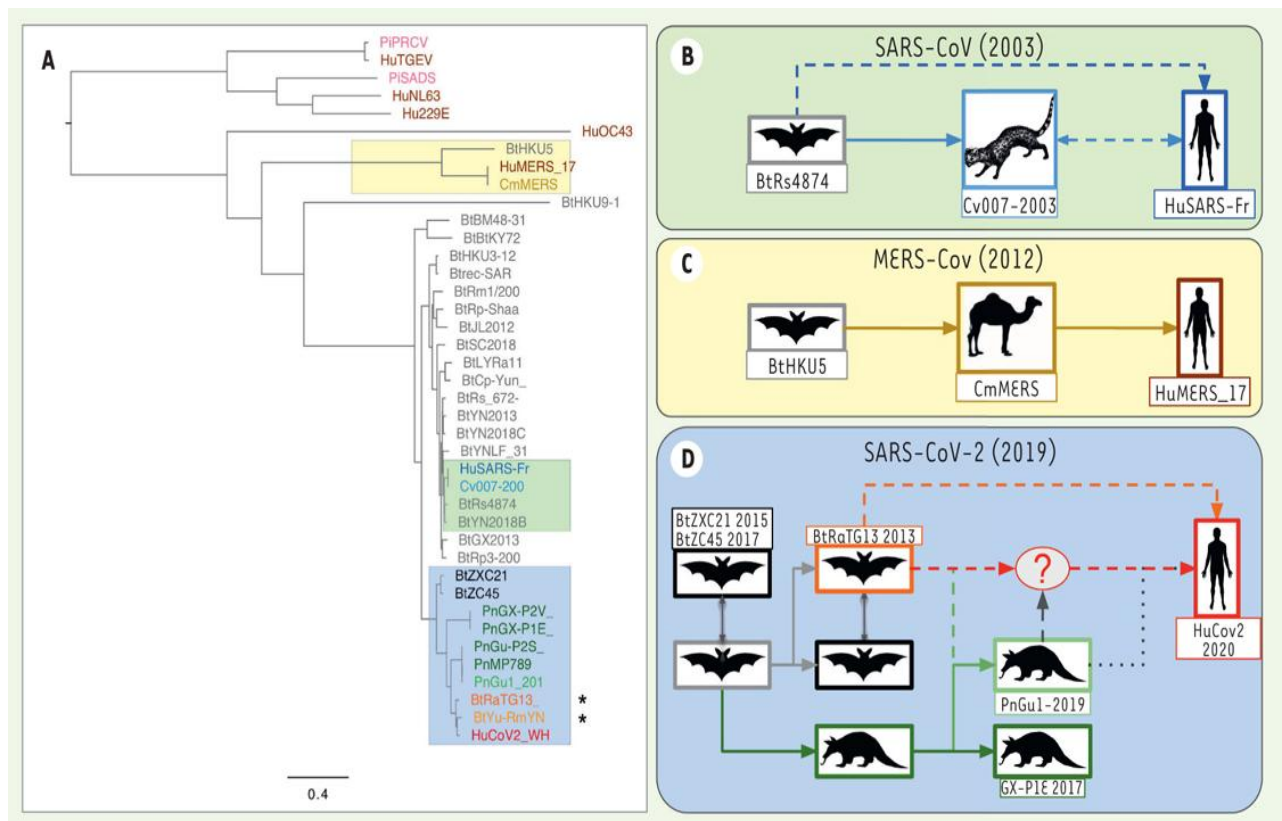 A
PiPRCV
HuTGEV
PiSADS
HuNL63
Hu229E
HuOC43
BtHKU5
HuMERS_17
CmMERS
BtHKU9-1
BtBM48-31
BtBtKY72
BtHKU3-12
Btrec-SAR
BtRm1/200
BtRp-Shaa
BtJL2012
BtSC2018
BtLYRa11
BtCp-Yun_
BtRs_672-
BtYN2013
BtYN2018C
BtYNLF_31
HuSARS-Fr
Cv007-200
BtRs4874
BtYN2018B
BtGX2013
BtRp3-200
BtZXC21
BtZC45
PnGX-P2V_
PnGX-P1E_
PnGu-P2S_
PnMP789
PnGu1_201
BtRaTG13_ *
BtYu-RmYN *
HuCoV2_WH
0.4
B
SARS-CoV (2003)
BtRs4874
Cv007-2003
HuSARS-Fr
C
MERS-Cov (2012)
BtHKU5
CmMERS
HuMERS_17
D
SARS-CoV-2 (2019)
BtZXC21 2015
BtZC45 2017
BtRaTG13 2013
?
HuCov2
2020
PnGu1-2019
GX-P1E 2017